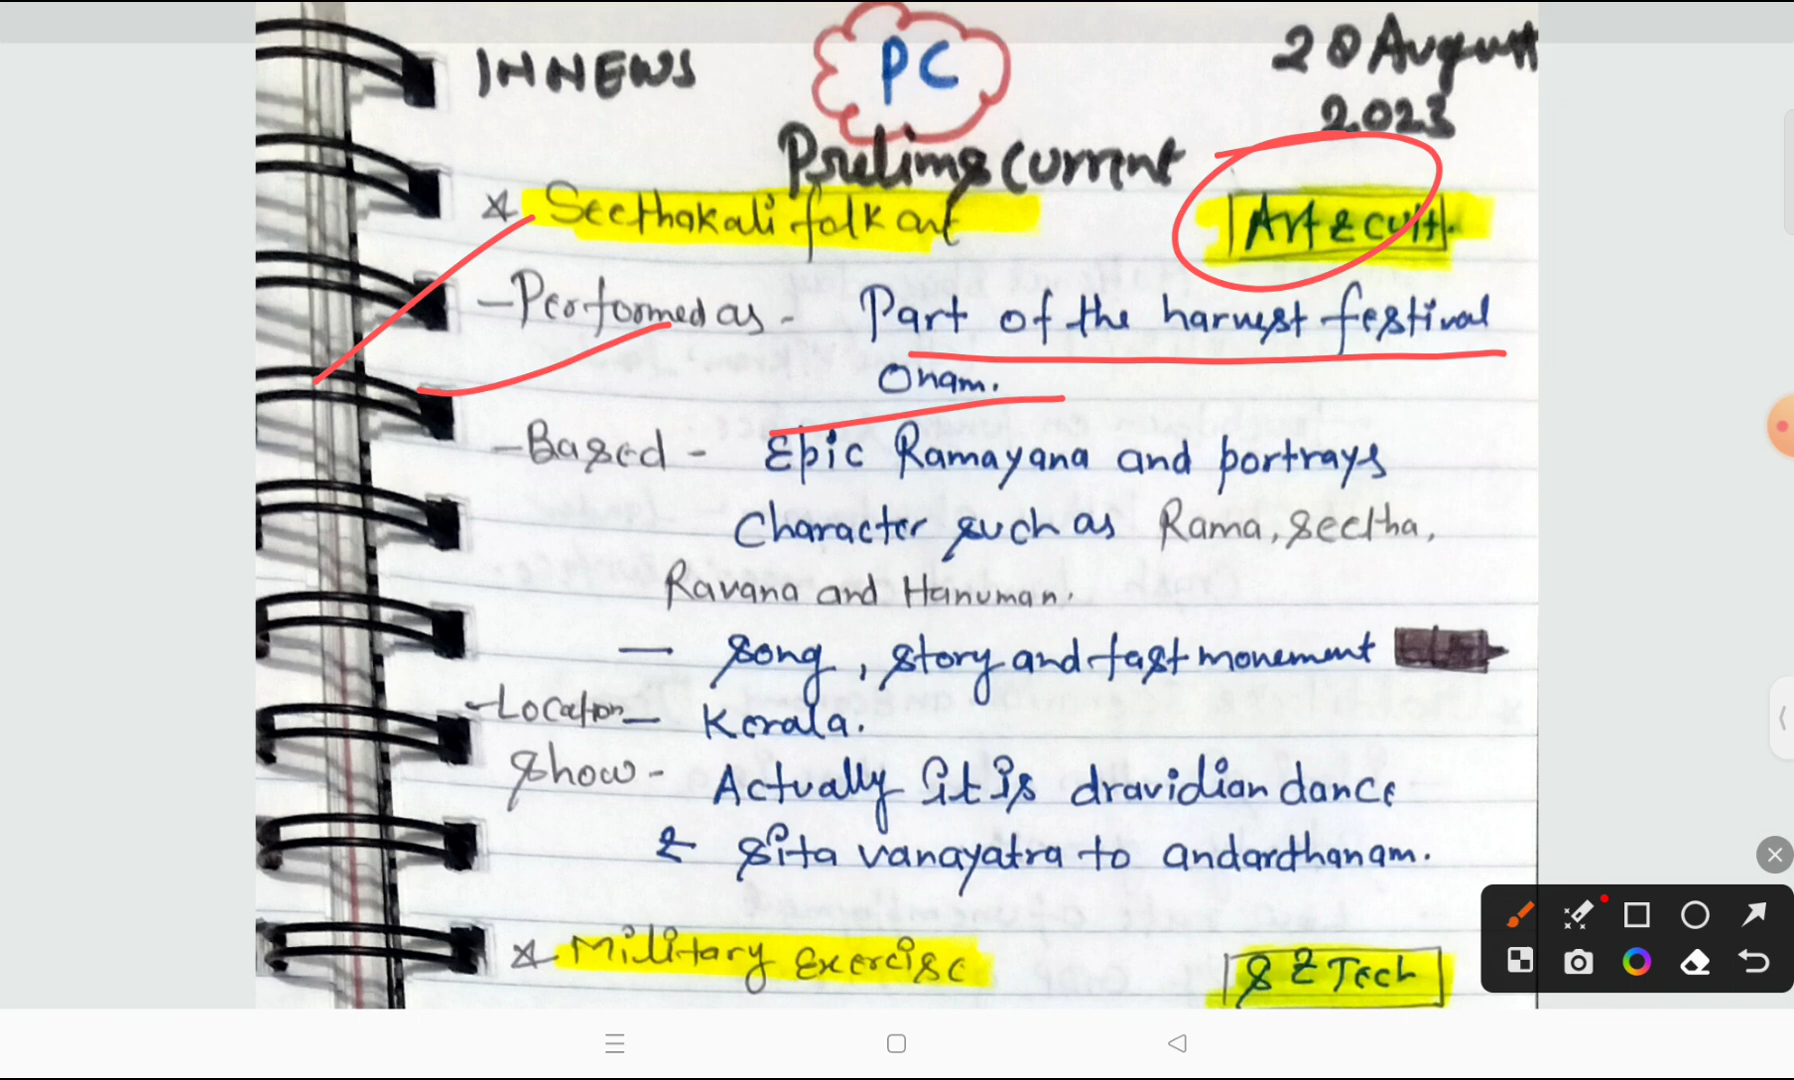 INNEWS
PC
20 August
2023
Prelims current
Seethakali folk art
Art & cult.
- Performed as - Part of the harvest festival
Onam.
- Based - Epic Ramayana and portrays
Character such as Rama, seetha,
Ravana and Hanuman.
— song, story and fast monement
- Location — Kerala.
show - Actually it is dravidian dance
& sita vanayatra to andardhanam.
Military exercise
S & Tech